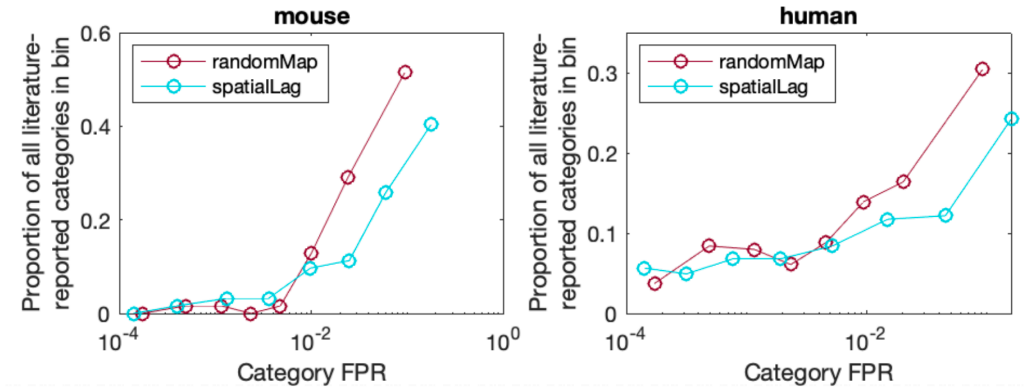 mouse
Proportion of all literature-
reported categories in bin
0.6
0.4
0.2
0
randomMap
spatialLag
10-4
10-2
100
Category FPR
human
Proportion of all literature-
reported categories in bin
0.3
0.2
0.1
0
randomMap
spatialLag
10-4
10-2
Category FPR